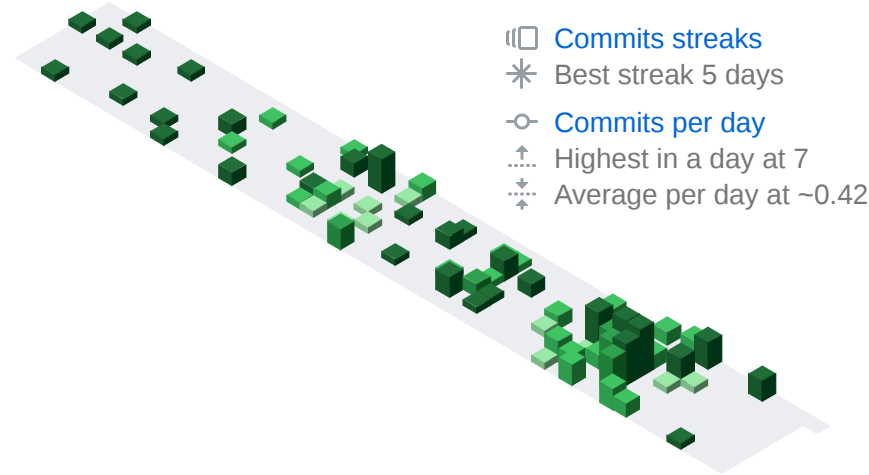 Commits streaks
Best streak 5 days
Commits per day
Highest in a day at 7
Average per day at ~0.42